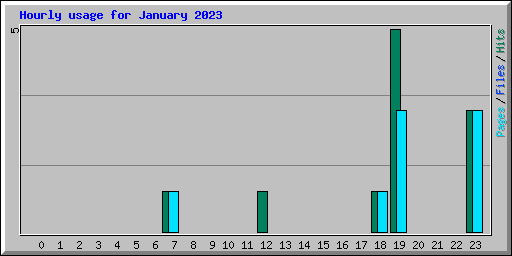 Hourly usage for January 2023
5
Pages/Files/Hits
0 1 2 3 4 5 6 7 8 9 10 11 12 13 14 15 16 17 18 19 20 21 22 23